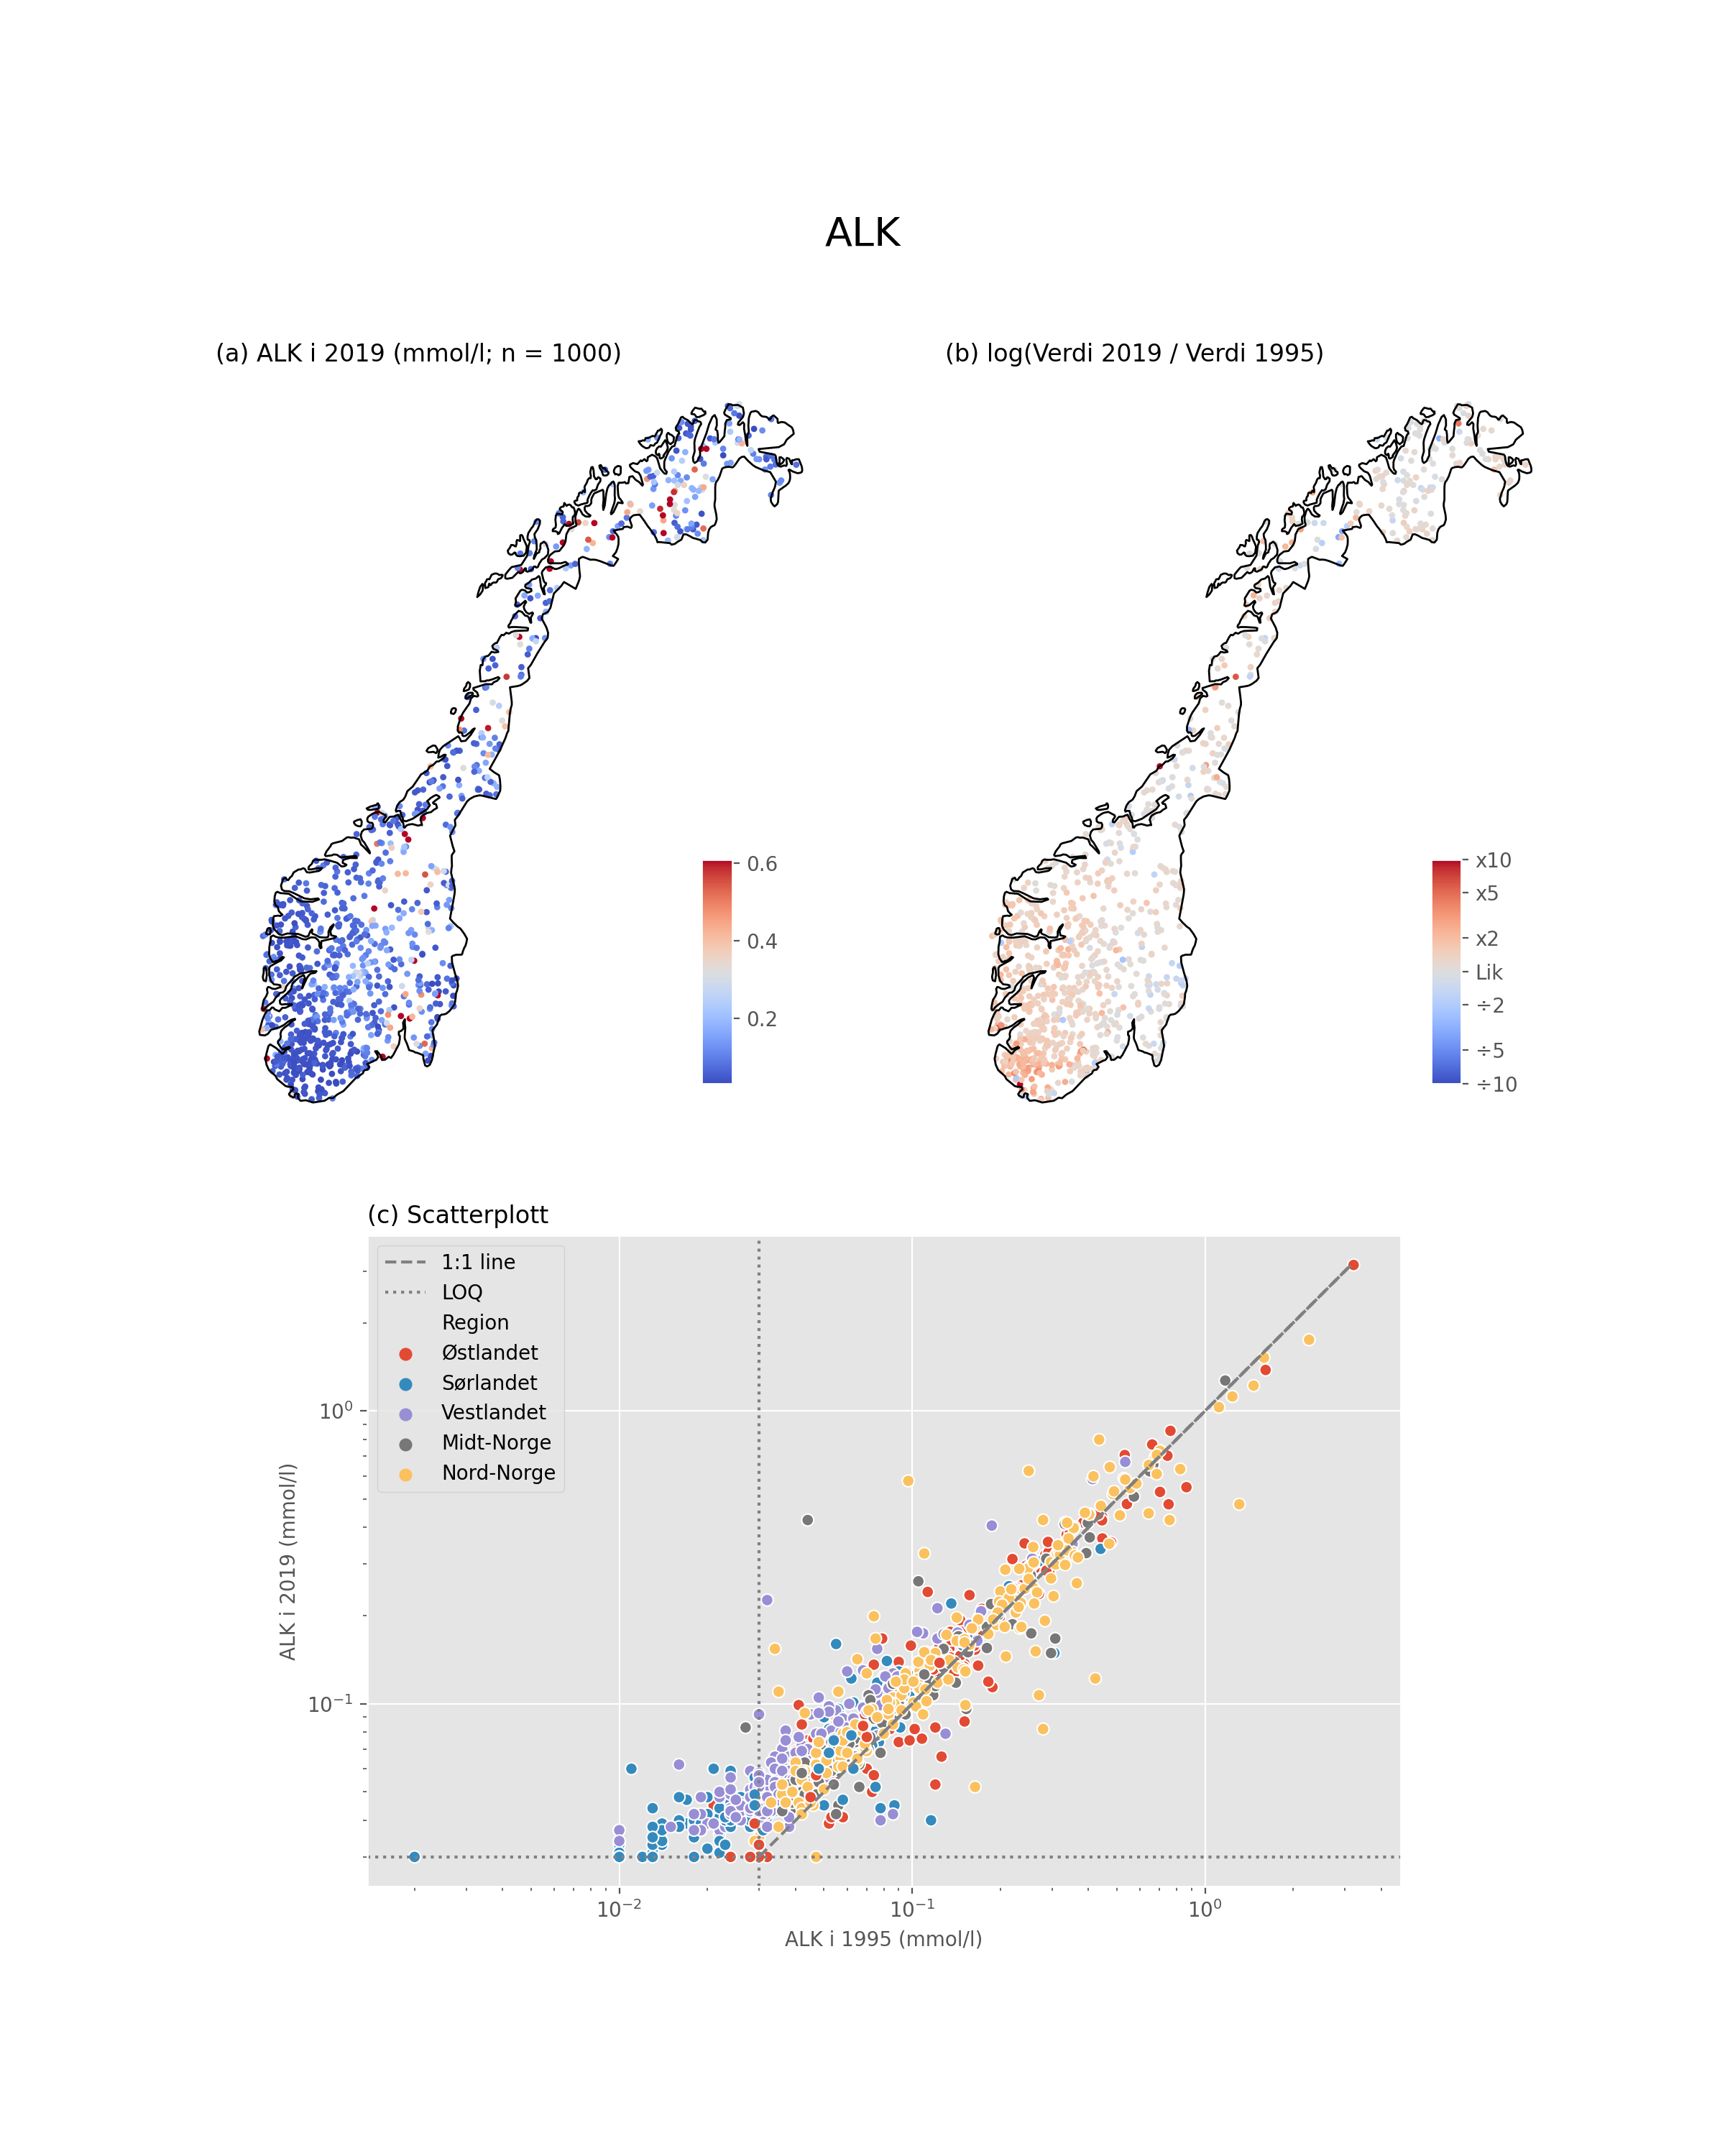 ALK
(a) ALK i 2019 (mmol/l; n = 1000)
(b) log(Verdi 2019 / Verdi 1995)
0.6
0.4
0.2
x10
x5
x2
Lik
÷2
÷5
÷10
(c) Scatterplott
1:1 line
LOQ
Region
Østlandet
Sørlandet
Vestlandet
Midt-Norge
Nord-Norge
10⁰
10⁻¹
ALK i 2019 (mmol/l)
10⁻² 10⁻¹ 10⁰
ALK i 1995 (mmol/l)